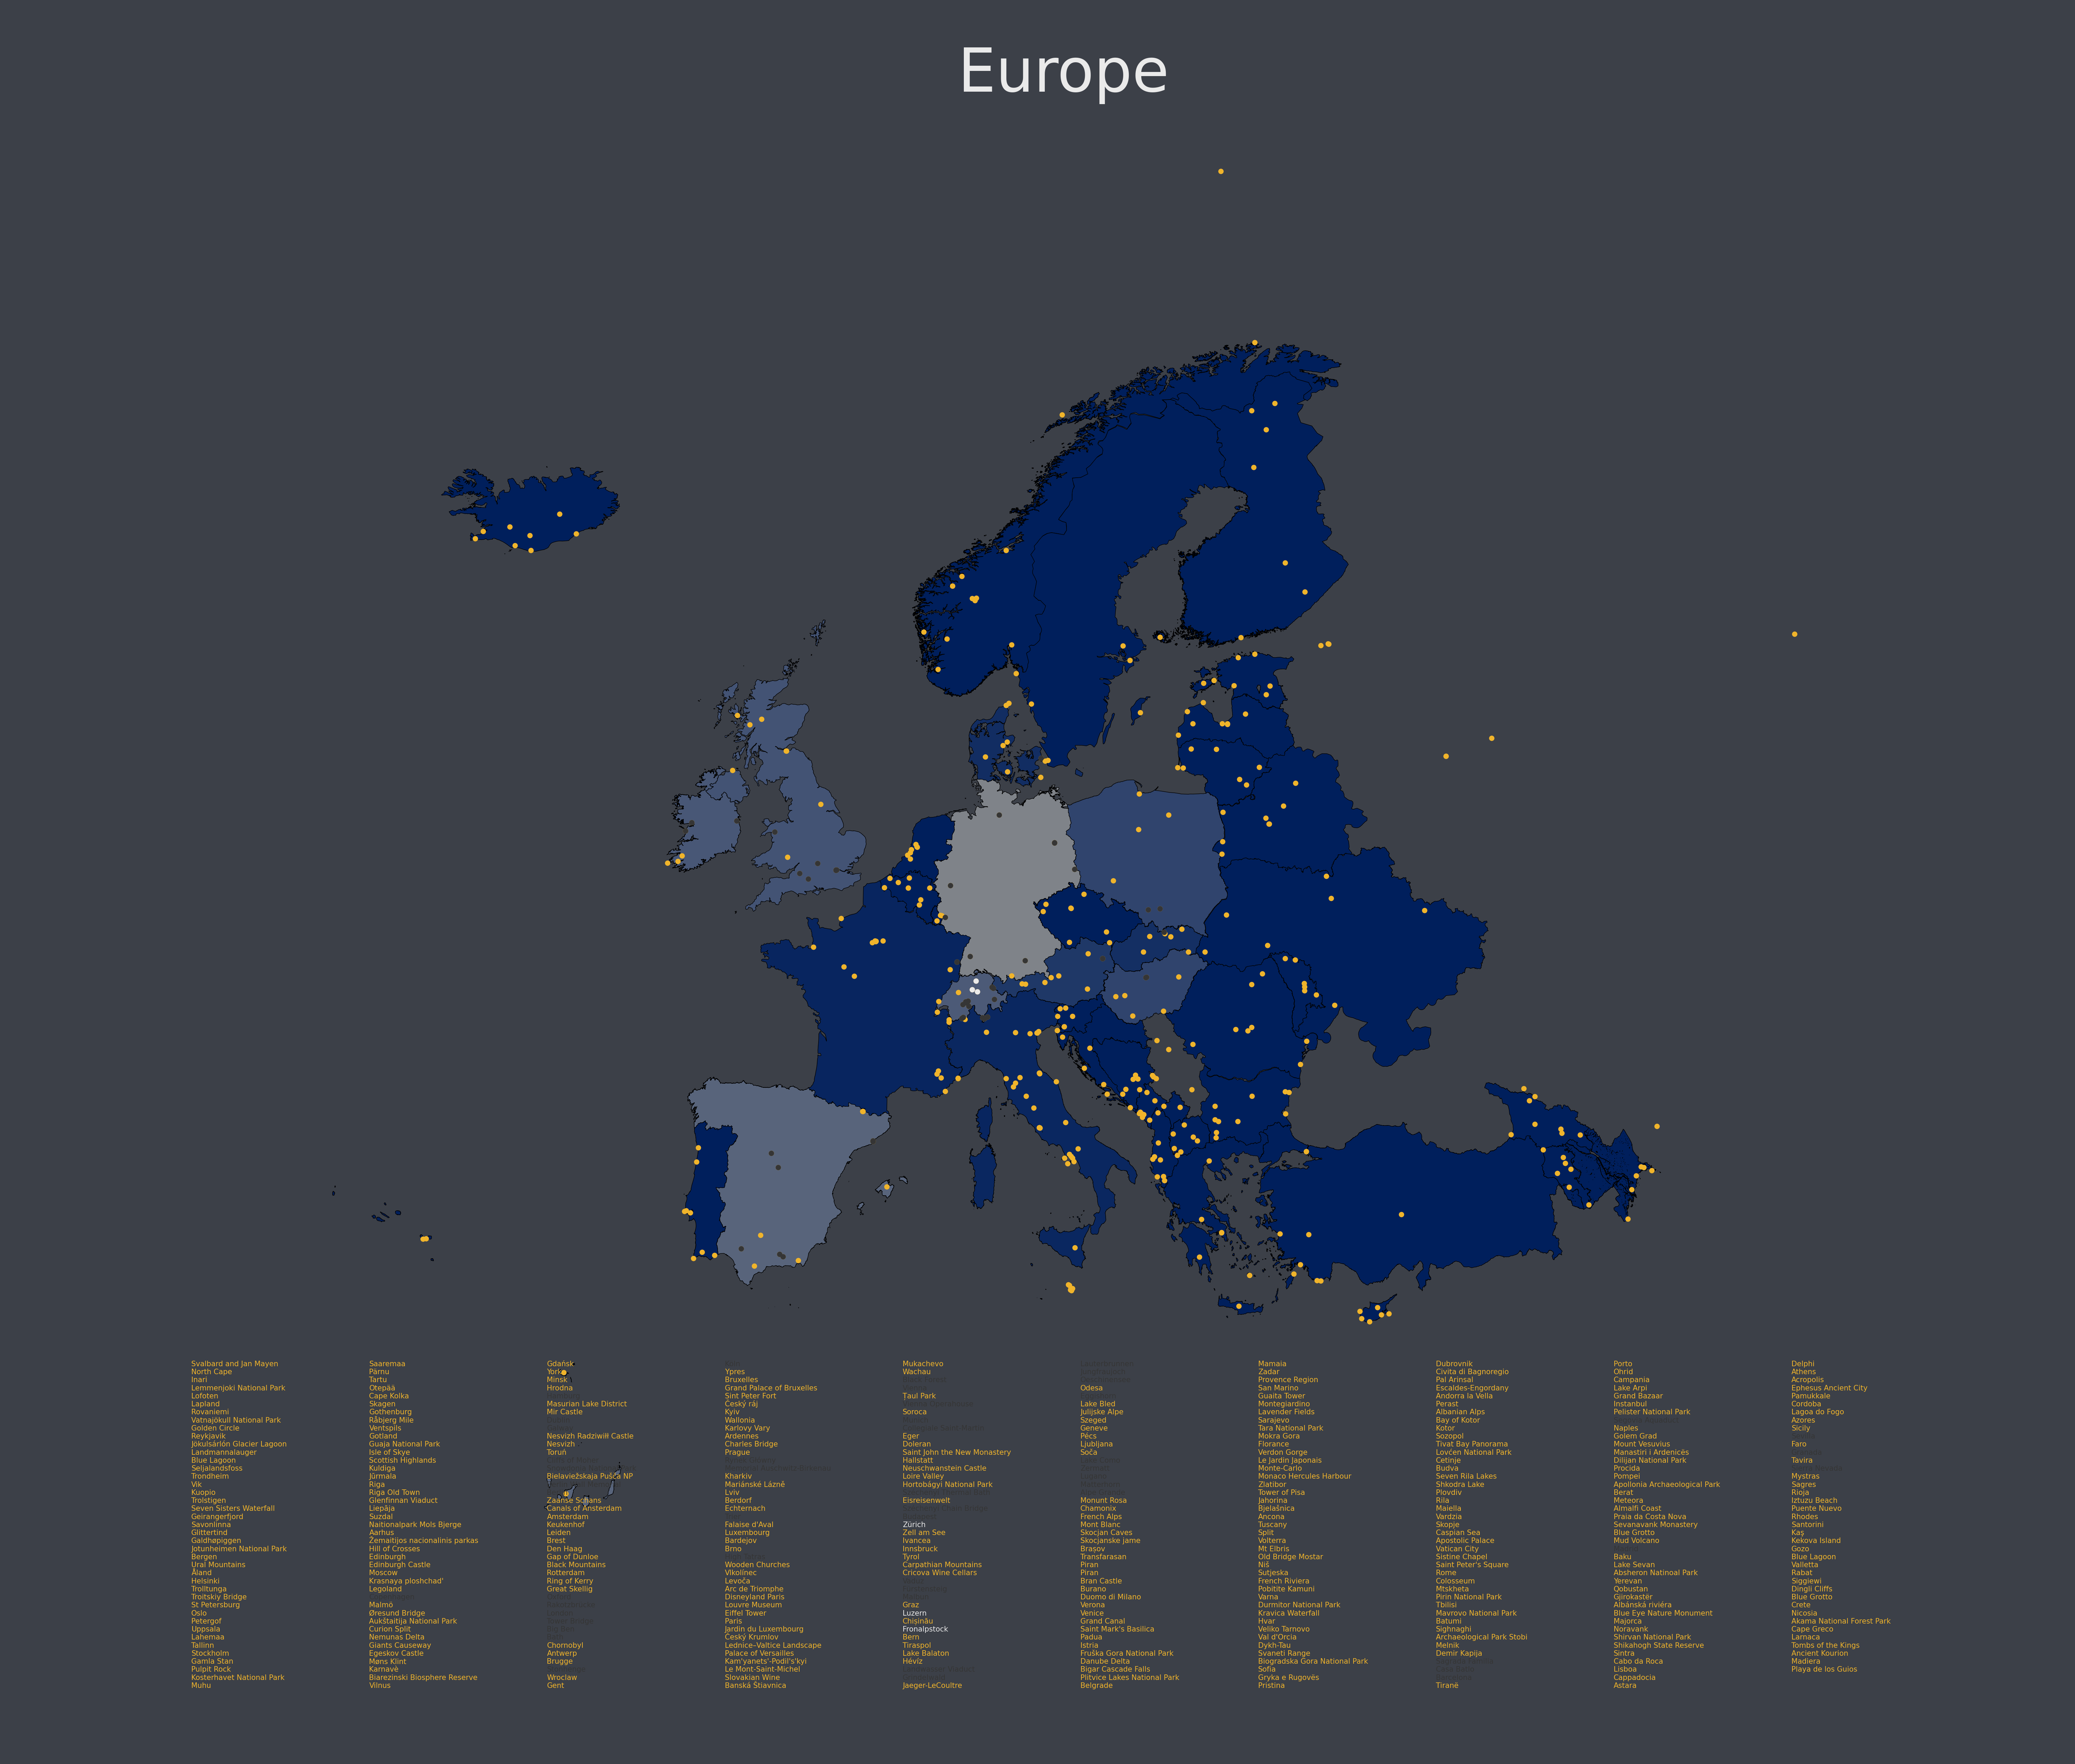 Europe
Svalbard and Jan Mayen
North Cape
Inari
Lemmenjoki National Park
Lofoten
Lapland
Rovaniemi
Vatnajökull National Park
Golden Circle
Reykjavik
Jökulsárlón Glacier Lagoon
Landmannalauger
Blue Lagoon
Seljalandsfoss
Trondheim
Vik
Kuopio
Trolstigen
Seven Sisters Waterfall
Geirangerfjord
Savonlinna
Glittertind
Galdhøpiggen
Jotunheimen National Park
Bergen
Ural Mountains
Åland
Helsinki
Trolltunga
Troitskiy Bridge
St Petersburg
Oslo
Petergof
Uppsala
Lahemaa
Tallinn
Stockholm
Gamla Stan
Pulpit Rock
Kosterhavet National Park
Muhu
Saaremaa
Pärnu
Tartu
Otepää
Cape Kolka
Skagen
Gothenburg
Råbjerg Mile
Ventspils
Gotland
Guaja National Park
Isle of Skye
Scottish Highlands
Kuldiga
Jūrmala
Riga
Riga Old Town
Glenfinnan Viaduct
Liepāja
Suzdal
Naitionalpark Mols Bjerge
Aarhus
Žemaitijos nacionalinis parkas
Hill of Crosses
Edinburgh
Edinburgh Castle
Moscow
Krasnaya ploshchad'
Legoland
Malmö
Øresund Bridge
Aukštaitija National Park
Curion Split
Nemunas Delta
Giants Causeway
Egeskov Castle
Møns Klint
Karnavė
Biarezinski Biosphere Reserve
Vilnus
Gdańsk
York
Minsk
Hrodna
Masurian Lake District
Mir Castle
Nesvizh Radziwiłł Castle
Nesvizh
Toruń
Bielaviežskaja Pušča NP
Zaanse Schans
Canals of Amsterdam
Amsterdam
Keukenhof
Leiden
Brest
Den Haag
Gap of Dunloe
Black Mountains
Rotterdam
Ring of Kerry
Great Skellig
Chornobyl
Antwerp
Brugge
Wroclaw
Gent
Ypres
Bruxelles
Grand Palace of Bruxelles
Sint Peter Fort
Český ráj
Kyiv
Wallonia
Karlovy Vary
Ardennes
Charles Bridge
Prague
Kharkiv
Mariánské Lázně
Lviv
Berdorf
Echternach
Falaise d'Aval
Luxembourg
Bardejov
Brno
Wooden Churches
Vlkolínec
Levoča
Arc de Triomphe
Disneyland Paris
Louvre Museum
Eiffel Tower
Paris
Jardin du Luxembourg
Český Krumlov
Lednice–Valtice Landscape
Palace of Versailles
Kam'yanets'-Podil's'kyi
Le Mont-Saint-Michel
Slovakian Wine
Banská Štiavnica
Mukachevo
Wachau
Țaul Park
Soroca
Eger
Doleran
Saint John the New Monastery
Hallstatt
Neuschwanstein Castle
Loire Valley
Hortobágyi National Park
Eisreisenwelt
Zürich
Zell am See
Ivancea
Innsbruck
Tyrol
Carpathian Mountains
Cricova Wine Cellars
Graz
Luzern
Chișinău
Fronalpstock
Bern
Tiraspol
Lake Balaton
Hévíz
Jaeger-LeCoultre
Odesa
Lake Bled
Julijske Alpe
Szeged
Geneve
Pécs
Ljubljana
Soča
Monunt Rosa
Chamonix
French Alps
Mont Blanc
Skocjan Caves
Skocjanske jame
Brașov
Transfarasan
Piran
Piran
Bran Castle
Burano
Duomo di Milano
Verona
Venice
Grand Canal
Saint Mark's Basilica
Padua
Istria
Fruška Gora National Park
Danube Delta
Bigar Cascade Falls
Plitvice Lakes National Park
Belgrade
Mamaia
Zadar
Provence Region
San Marino
Guaita Tower
Montegiardino
Lavender Fields
Sarajevo
Tara National Park
Mokra Gora
Florance
Verdon Gorge
Le Jardin Japonais
Monte-Carlo
Monaco Hercules Harbour
Zlatibor
Tower of Pisa
Jahorina
Bjelašnica
Ancona
Tuscany
Split
Volterra
Mt Elbris
Old Bridge Mostar
Niš
Sutjeska
French Riviera
Pobitite Kamuni
Varna
Durmitor National Park
Kravica Waterfall
Hvar
Veliko Tarnovo
Val d'Orcia
Dykh-Tau
Svaneti Range
Biogradska Gora National Park
Sofia
Gryka e Rugovës
Pristina
Dubrovnik
Civita di Bagnoregio
Pal Arinsal
Escaldes-Engordany
Andorra la Vella
Perast
Albanian Alps
Bay of Kotor
Kotor
Sozopol
Tivat Bay Panorama
Lovćen National Park
Cetinje
Budva
Seven Rila Lakes
Shkodra Lake
Plovdiv
Rila
Maiella
Vardzia
Skopje
Caspian Sea
Apostolic Palace
Vatican City
Sistine Chapel
Saint Peter's Square
Rome
Colosseum
Mtskheta
Pirin National Park
Tbilisi
Mavrovo National Park
Sighnaghi
Archaeological Park Stobi
Melnik
Demir Kapija
Tiranë
Porto
Ohrid
Campania
Lake Arpi
Grand Bazaar
Instanbul
Pelister National Park
Naples
Golem Grad
Mount Vesuvius
Manastiri i Ardenicës
Dilijan National Park
Procida
Pompei
Apollonia Archaeological Park
Berat
Meteora
Almalfi Coast
Praia da Costa Nova
Sevanavank Monastery
Blue Grotto
Mud Volcano
Baku
Lake Sevan
Absheron Natinoal Park
Yerevan
Qobustan
Gjirokastër
Albánská riviéra
Blue Eye Nature Monument
Majorca
Noravank
Shirvan National Park
Shikahogh State Reserve
Sintra
Cabo da Roca
Lisboa
Cappadocia
Astara
Delphi
Athens
Acropolis
Ephesus Ancient City
Pamukkale
Cordoba
Lagoa do Fogo
Azores
Sicily
Faro
Tavira
Mystras
Sagres
Rioja
Iztuzu Beach
Puente Nuevo
Rhodes
Santorini
Kaş
Kekova Island
Gozo
Blue Lagoon
Valletta
Rabat
Siggiewi
Dingli Cliffs
Blue Grotto
Crete
Nicosia
Akama National Forest Park
Cape Greco
Larnaca
Tombs of the Kings
Ancient Kourion
Madiera
Playa de los Guios